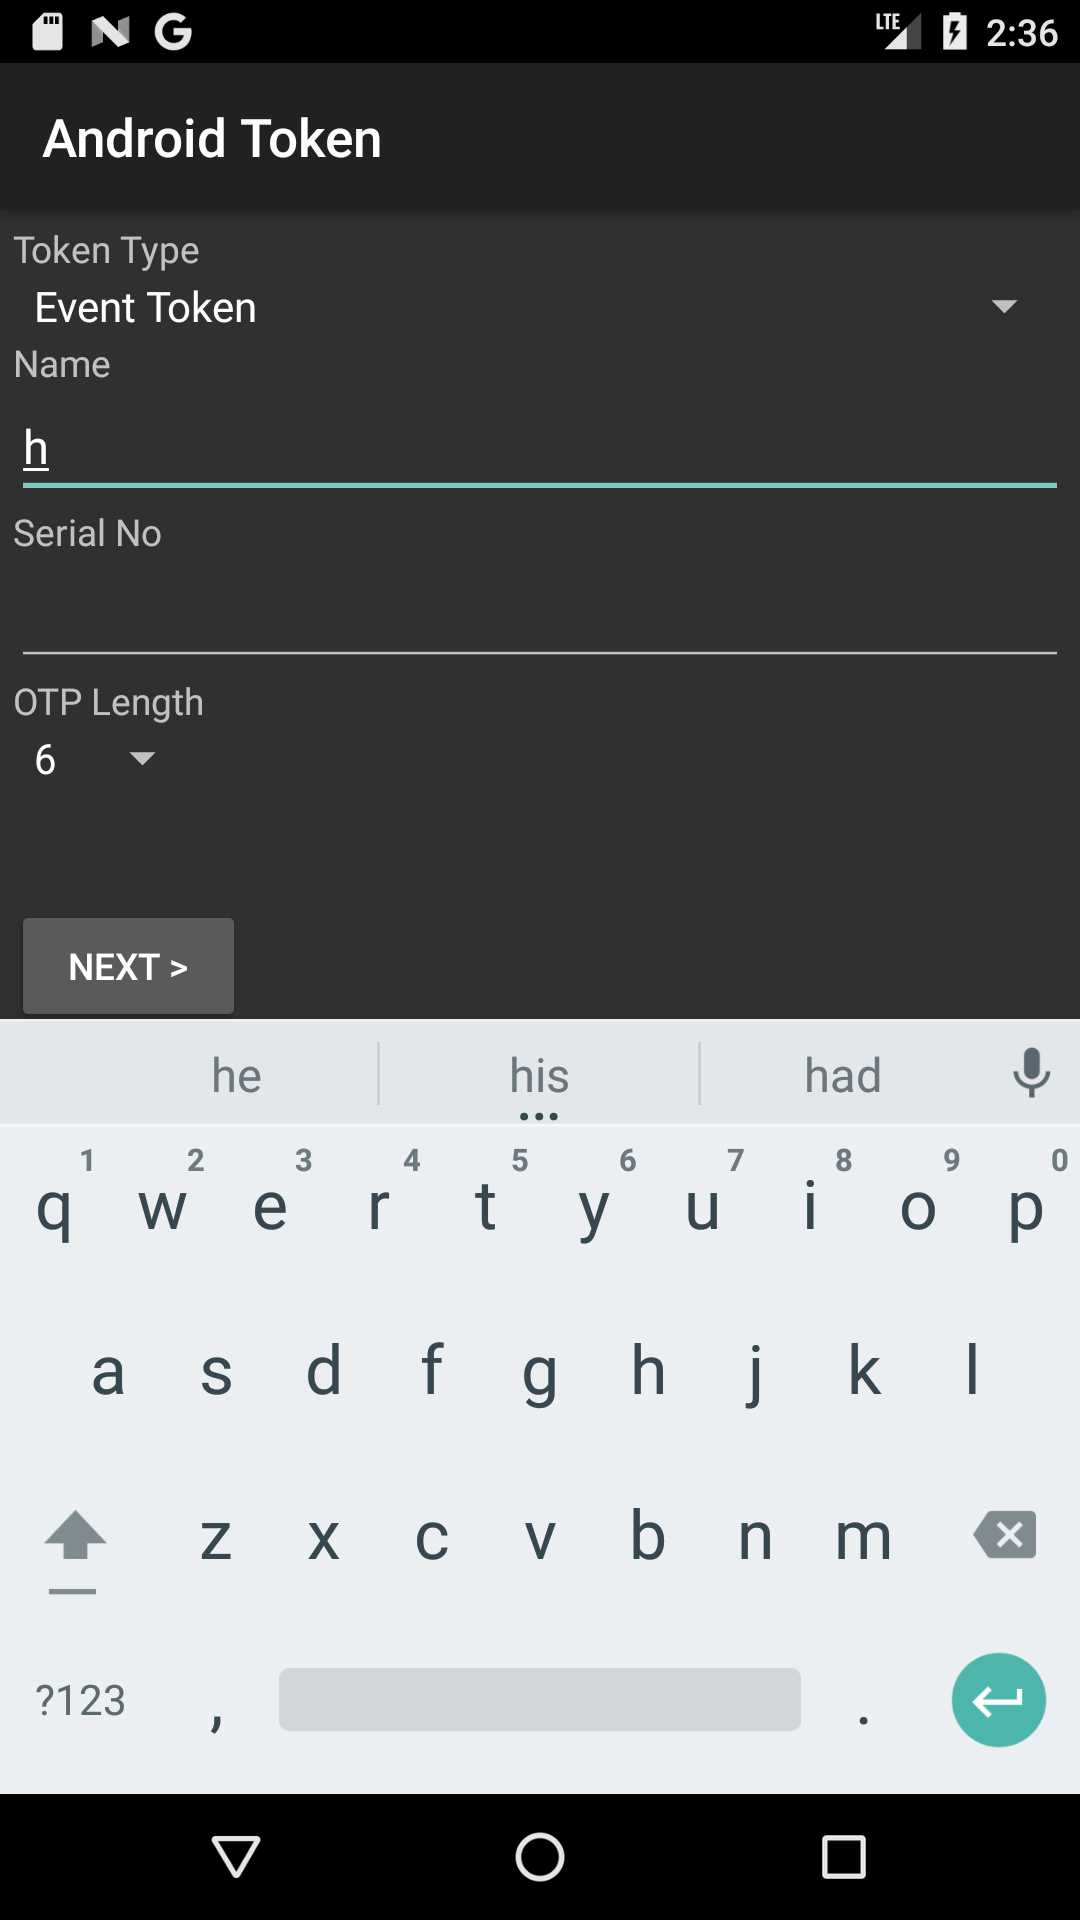 LTE 2:36
Android Token
Token Type
Event Token
Name
h
Serial No
OTP Length
6
NEXT >
he his had
1 2 3 4 5 6 7 8 9 0
q w e r t y u i o p
a s d f g h j k l
z x c v b n m
?123 , .